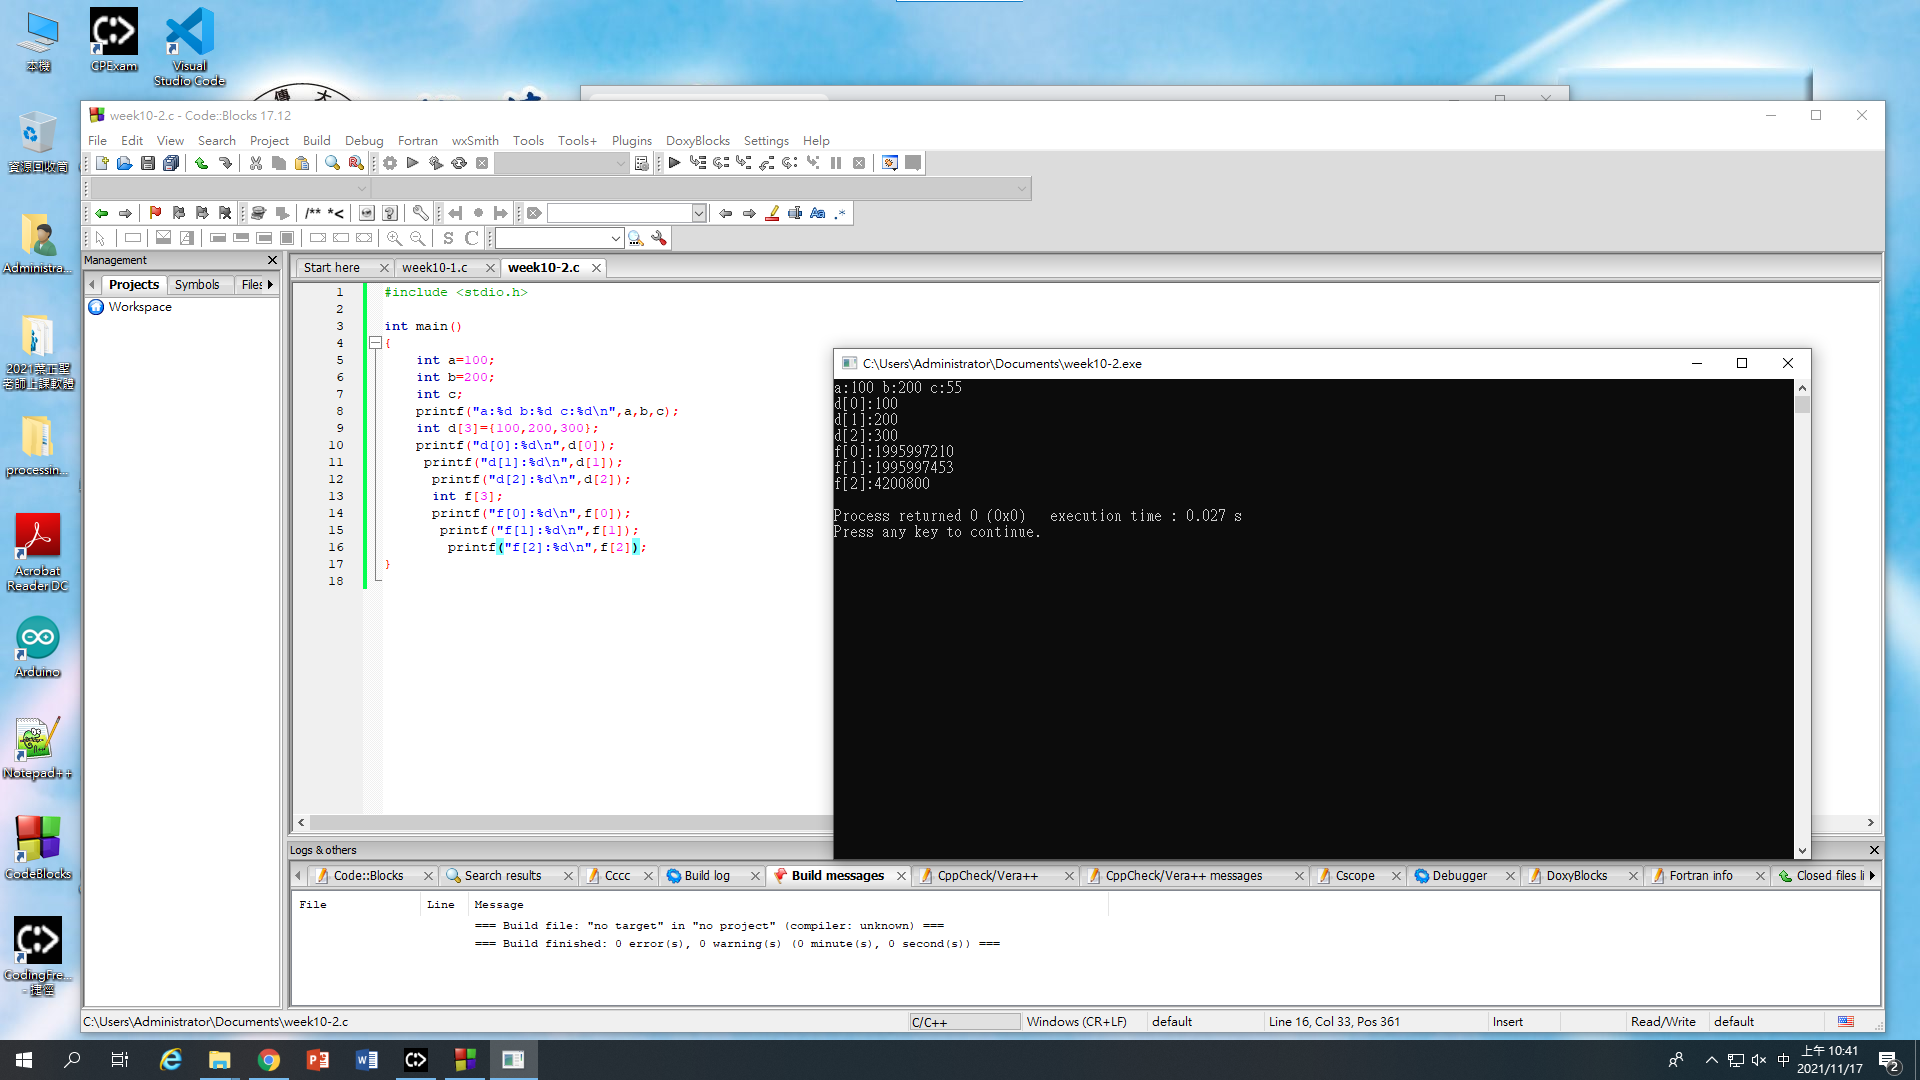 本機
CPExam
Visual
Studio Code
資源回收筒
Administra...
2021葉正聖
老師上課軟體
processin...
Acrobat
Reader DC
Arduino
Notepad++
CodeBlocks
CodingFre...
- 捷徑
傳 大
week10-2.c - Code::Blocks 17.12
File Edit View Search Project Build Debug Fortran wxSmith Tools Tools+ Plugins DoxyBlocks Settings Help
/** *<
Aa .*
S C
Management
Projects Symbols Files
Workspace
Start here week10-1.c week10-2.c
1 #include <stdio.h>
2
3 int main()
4 {
5 int a=100;
6 int b=200;
7 int c;
8 printf("a:%d b:%d c:%d\n",a,b,c);
9 int d[3]={100,200,300};
10 printf("d[0]:%d\n",d[0]);
11 printf("d[1]:%d\n",d[1]);
12 printf("d[2]:%d\n",d[2]);
13 int f[3];
14 printf("f[0]:%d\n",f[0]);
15 printf("f[1]:%d\n",f[1]);
16 printf("f[2]:%d\n",f[2]);
17 }
18
C:\Users\Administrator\Documents\week10-2.exe
a:100 b:200 c:55
d[0]:100
d[1]:200
d[2]:300
f[0]:1995997210
f[1]:1995997453
f[2]:4200800
Process returned 0 (0x0) execution time : 0.027 s
Press any key to continue.
Logs & others
Code::Blocks Search results Cccc Build log Build messages CppCheck/Vera++ CppCheck/Vera++ messages Cscope Debugger DoxyBlocks Fortran info Closed files li
File Line Message
=== Build file: "no target" in "no project" (compiler: unknown) ===
=== Build finished: 0 error(s), 0 warning(s) (0 minute(s), 0 second(s)) ===
C:\Users\Administrator\Documents\week10-2.c C/C++ Windows (CR+LF) default Line 16, Col 33, Pos 361 Insert Read/Write default
中 上午 10:41
2021/11/17
2